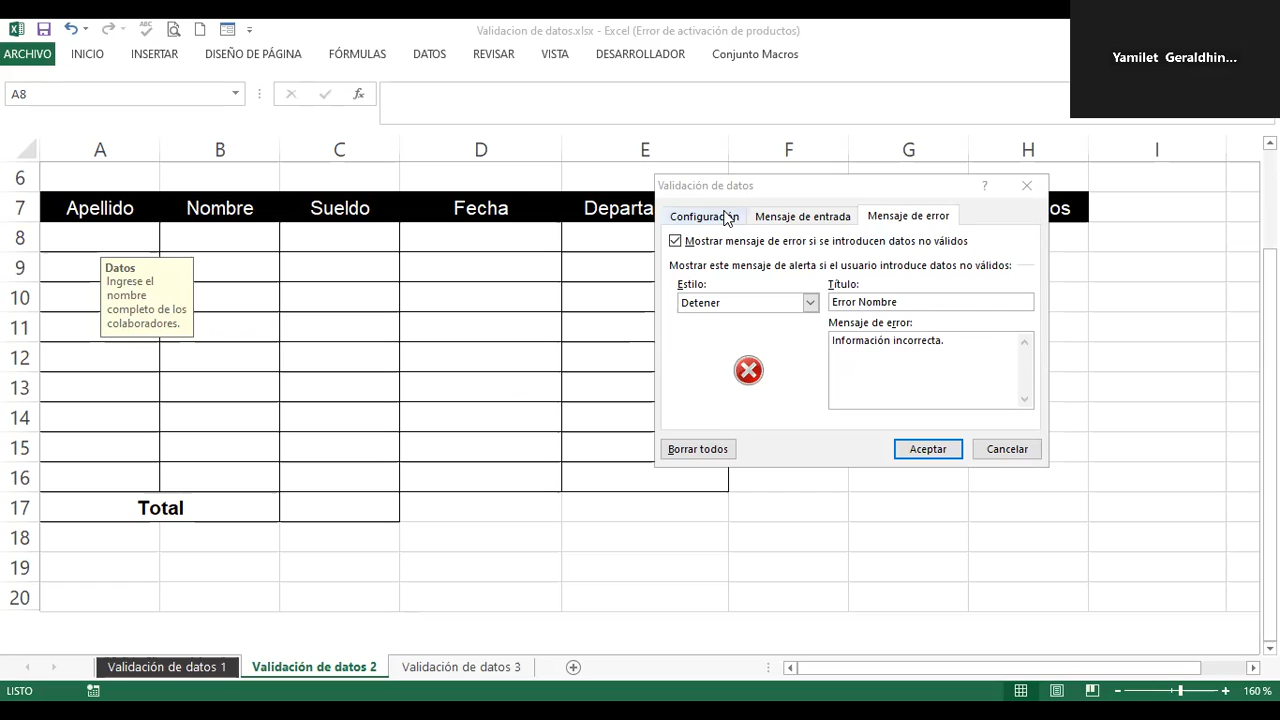 Validacion de datos.xlsx - Excel (Error de activación de productos)
Yamilet Geraldhin...
ARCHIVO INICIO INSERTAR DISEÑO DE PÁGINA FÓRMULAS DATOS REVISAR VISTA DESARROLLADOR Conjunto Macros
A8
fx
A B C D E F G H I
6
7 Apellido Nombre Sueldo Fecha Departa os
8
9
10
11
12
13
14
15
16
17 Total
18
19
20
Datos
Ingrese el
nombre
completo de los
colaboradores.
Validación de datos
Configuración Mensaje de entrada Mensaje de error
Mostrar mensaje de error si se introducen datos no válidos
Mostrar este mensaje de alerta si el usuario introduce datos no válidos:
Estilo: Título:
Detener Error Nombre
Mensaje de error:
Información incorrecta.
Borrar todos Aceptar Cancelar
Validación de datos 1 Validación de datos 2 Validación de datos 3
LISTO 160 %